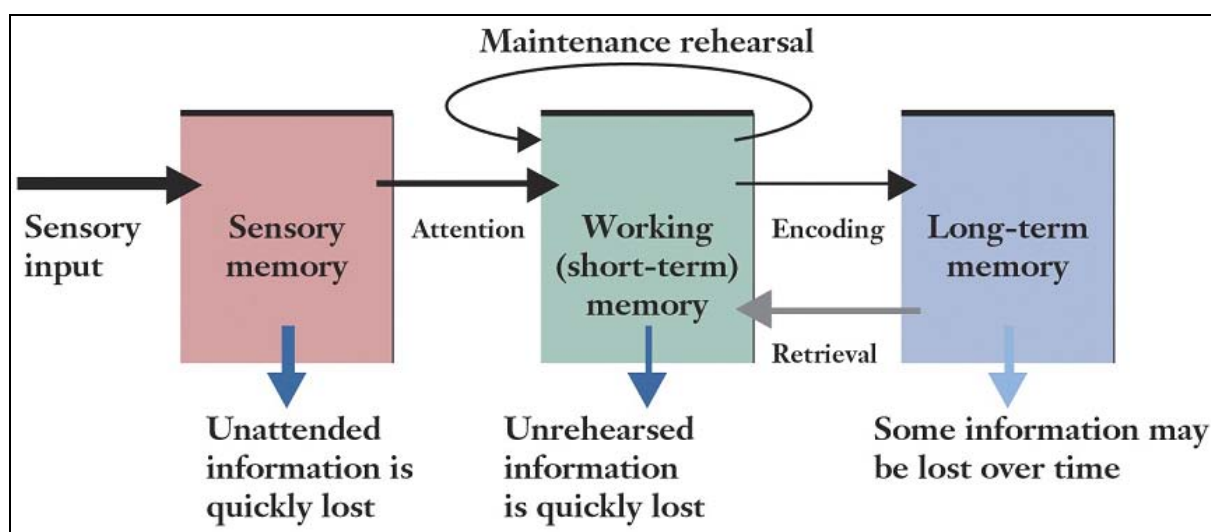 Maintenance rehearsal
Sensory
input
Sensory
memory
Attention
Working
(short-term)
memory
Encoding
Retrieval
Long-term
memory
Unattended
information is
quickly lost
Unrehearsed
information
is quickly lost
Some information may
be lost over time